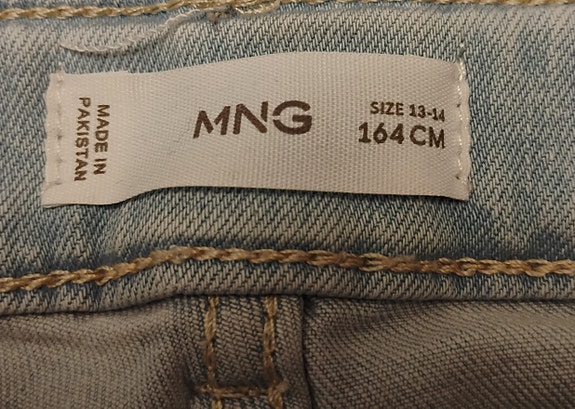 MADE IN
PAKISTAN
MNG
SIZE 13-14
164 CM